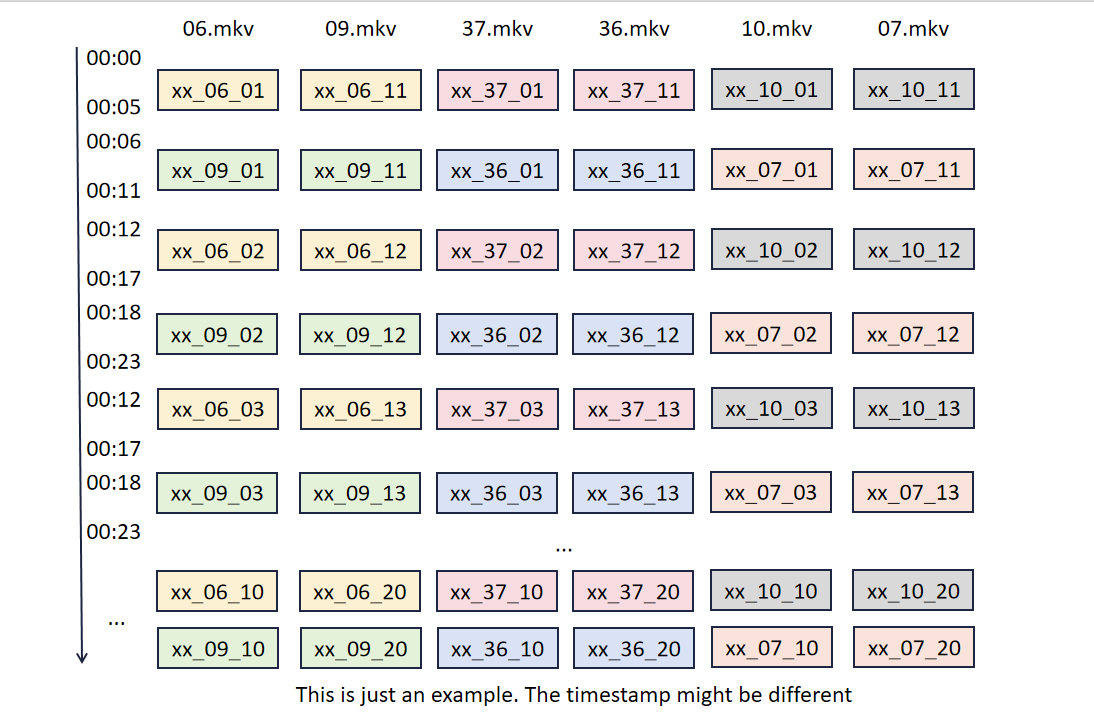 06.mkv 09.mkv 37.mkv 36.mkv 10.mkv 07.mkv
00:00
xx_06_01 xx_06_11 xx_37_01 xx_37_11 xx_10_01 xx_10_11
00:05
00:06
xx_09_01 xx_09_11 xx_36_01 xx_36_11 xx_07_01 xx_07_11
00:11
00:12
xx_06_02 xx_06_12 xx_37_02 xx_37_12 xx_10_02 xx_10_12
00:17
00:18
xx_09_02 xx_09_12 xx_36_02 xx_36_12 xx_07_02 xx_07_12
00:23
00:12
xx_06_03 xx_06_13 xx_37_03 xx_37_13 xx_10_03 xx_10_13
00:17
00:18
xx_09_03 xx_09_13 xx_36_03 xx_36_13 xx_07_03 xx_07_13
00:23
...
xx_06_10 xx_06_20 xx_37_10 xx_37_20 xx_10_10 xx_10_20
...
xx_09_10 xx_09_20 xx_36_10 xx_36_20 xx_07_10 xx_07_20
This is just an example. The timestamp might be different